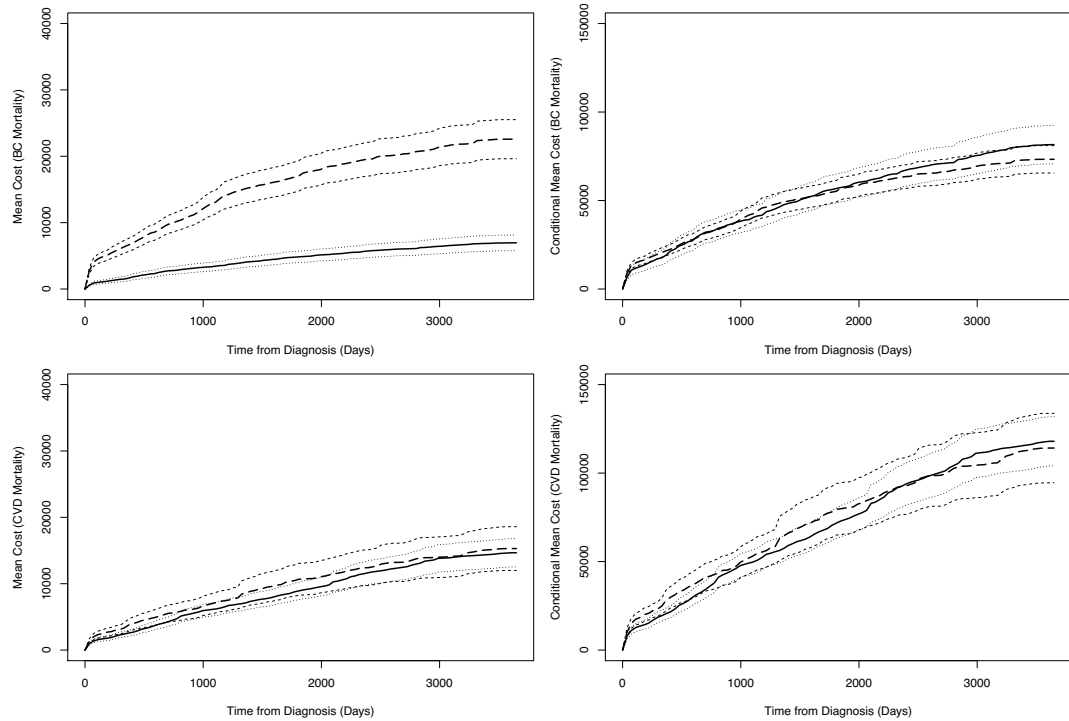 Mean Cost (BC Mortality)
0 10000 20000 30000 40000
0 1000 2000 3000
Time from Diagnosis (Days)
Conditional Mean Cost (BC Mortality)
0 50000 100000 150000
0 1000 2000 3000
Time from Diagnosis (Days)
Mean Cost (CVD Mortality)
0 10000 20000 30000 40000
0 1000 2000 3000
Time from Diagnosis (Days)
Conditional Mean Cost (CVD Mortality)
0 50000 100000 150000
0 1000 2000 3000
Time from Diagnosis (Days)